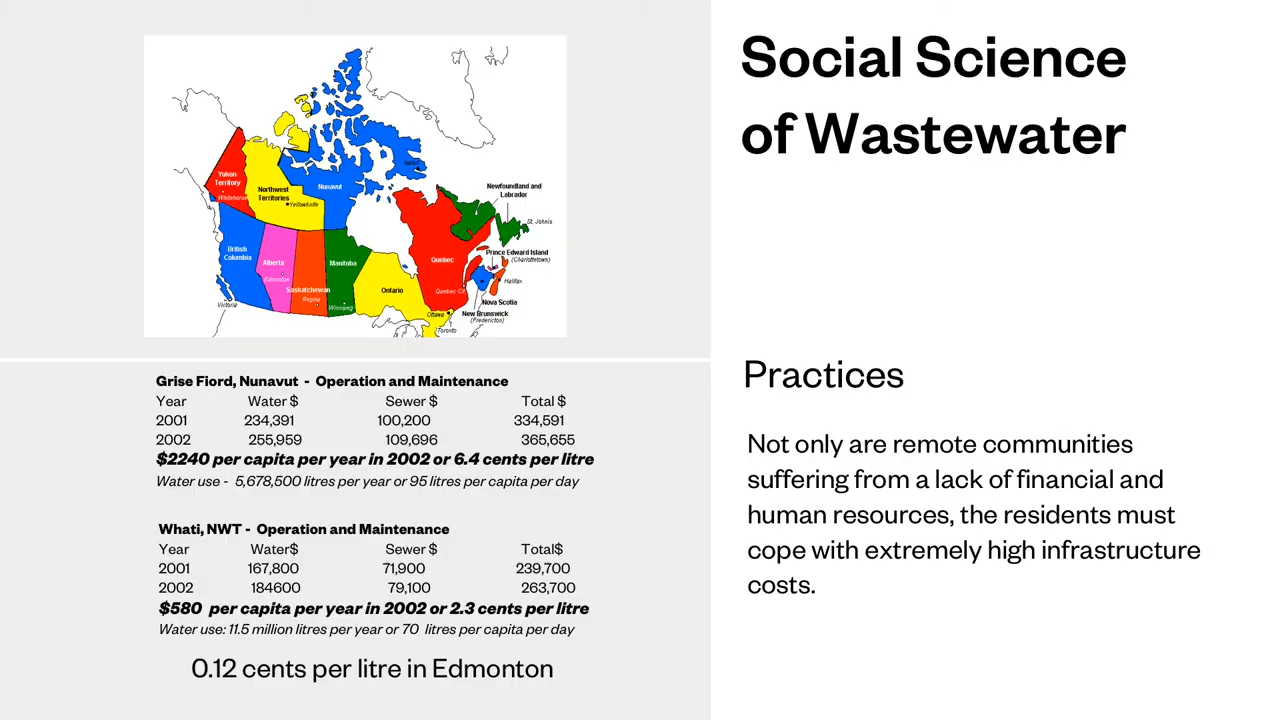 Social Science
of Wastewater
Yukon
Territory
Whitehorse
Northwest
Territories
Yellowknife
Nunavut
British
Columbia
Victoria
Alberta
Edmonton
Saskatchewan
Regina
Manitoba
Winnipeg
Ontario
Ottawa
Toronto
Quebec
Newfoundland and
Labrador
St. John's
Prince Edward Island
(Charlottetown)
Halifax
Nova Scotia
New Brunswick
(Fredericton)
Grise Fiord, Nunavut - Operation and Maintenance
Year Water $ Sewer $ Total $
2001 234,391 100,200 334,591
2002 255,959 109,696 365,655
$2240 per capita per year in 2002 or 6.4 cents per litre
Water use - 5,678,500 litres per year or 95 litres per capita per day
Whati, NWT - Operation and Maintenance
Year Water$ Sewer $ Total$
2001 167,800 71,900 239,700
2002 184600 79,100 263,700
$580 per capita per year in 2002 or 2.3 cents per litre
Water use: 11.5 million litres per year or 70 litres per capita per day
0.12 cents per litre in Edmonton
Practices
Not only are remote communities
suffering from a lack of financial and
human resources, the residents must
cope with extremely high infrastructure
costs.